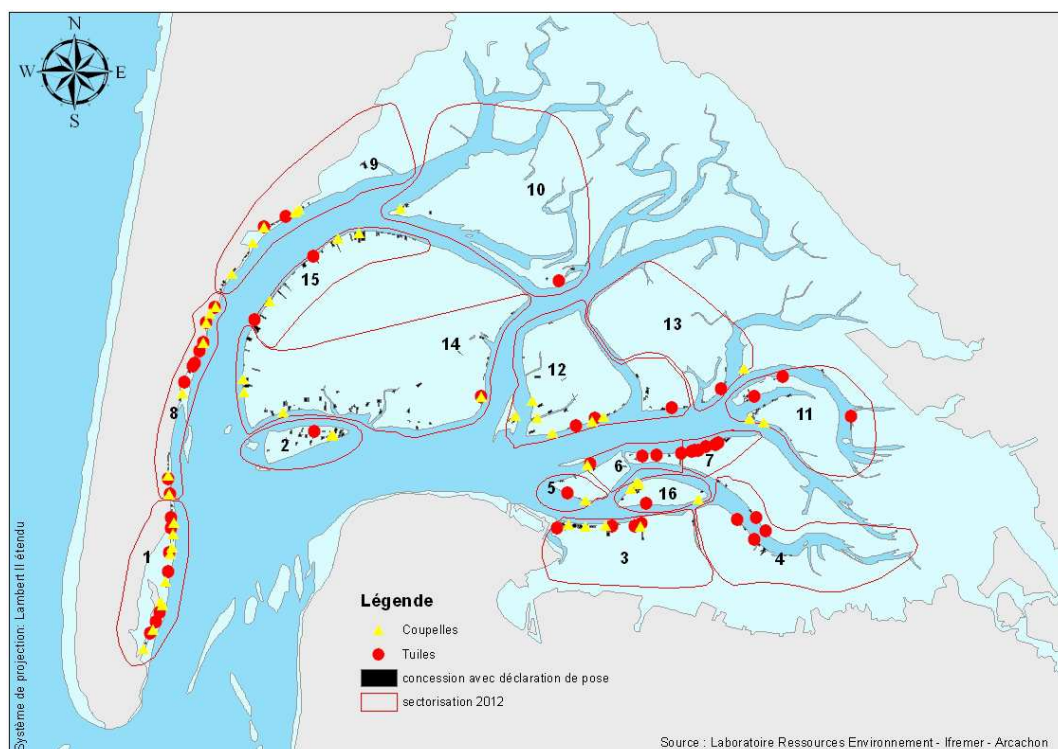 N
W E
S
9
10
15
13
14
12
8
11
2
6
7
5
16
1
3
4
Légende
Coupelles
Tuiles
concession avec déclaration de pose
sectorisation 2012
Système de projection: Lambert II étendu
Source : Laboratoire Ressources Environnement - Ifremer - Arcachon